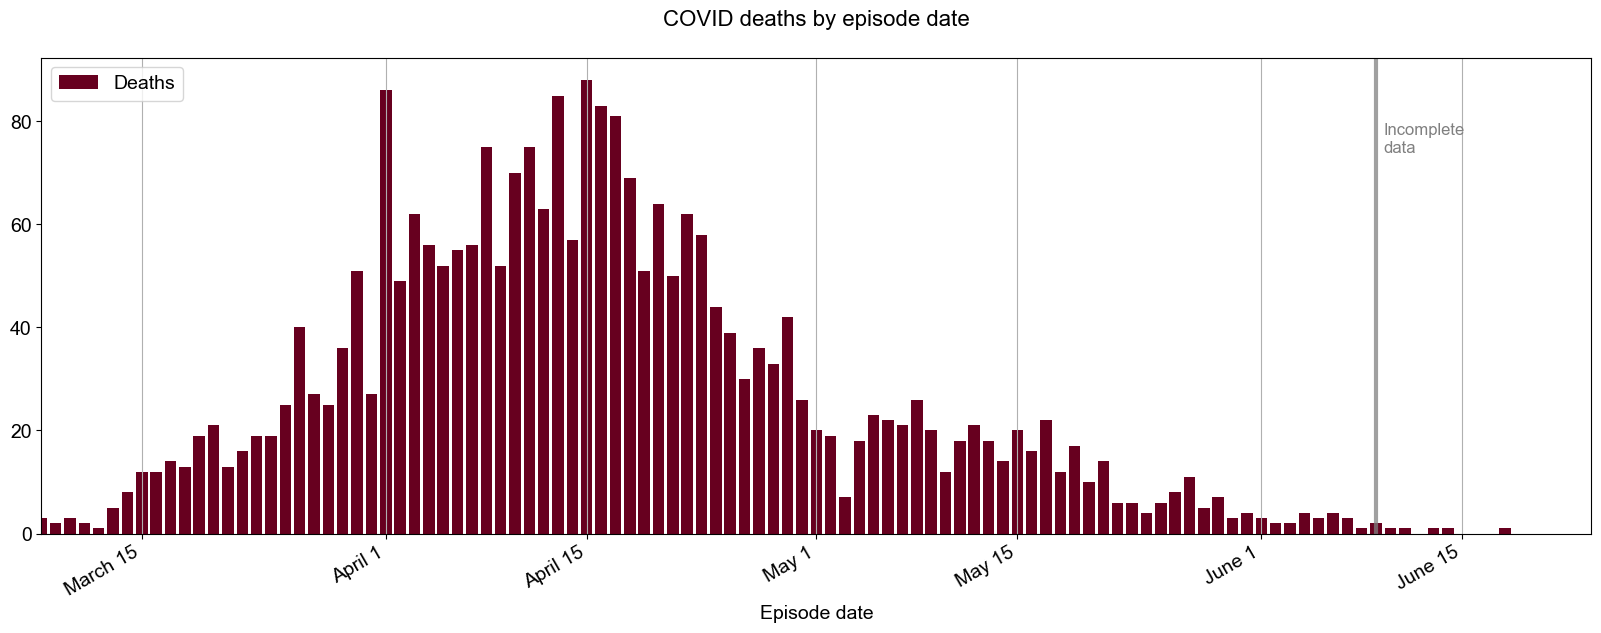 COVID deaths by episode date
Deaths
80
60
40
20
0
Incomplete
data
March 15
April 1
April 15
May 1
May 15
June 1
June 15
Episode date